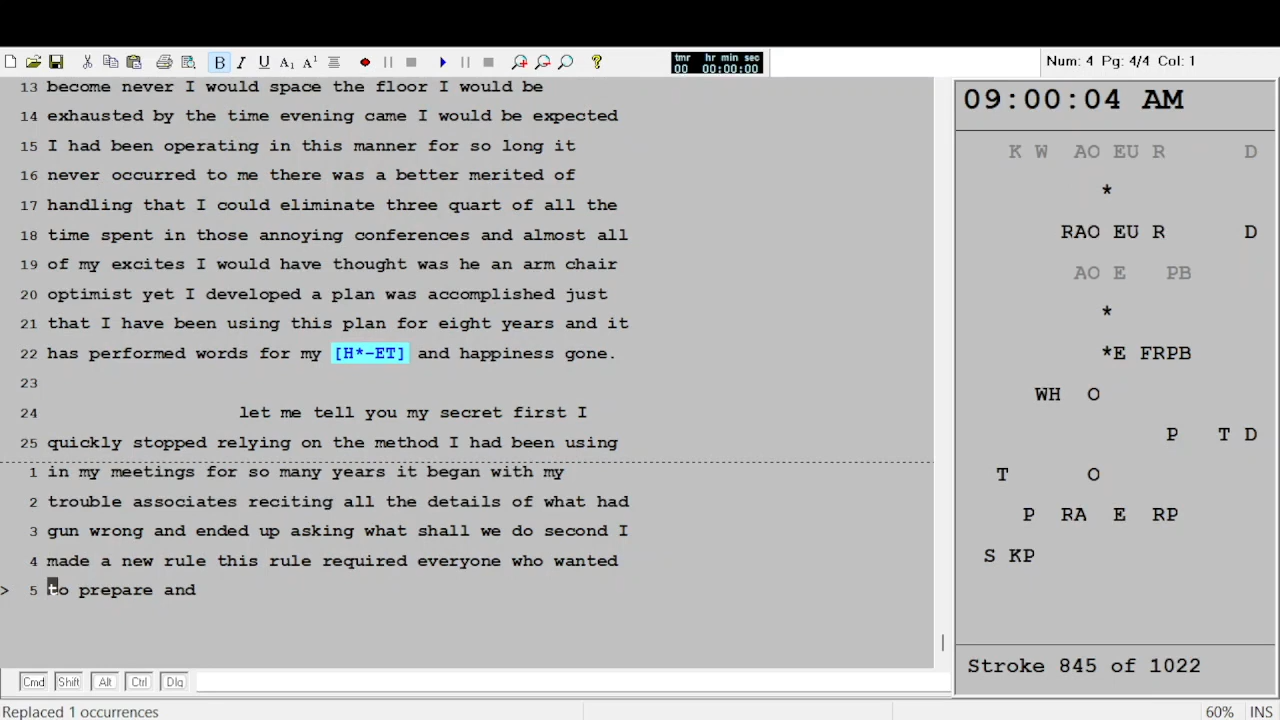 B I U A1 A1
tmr hr min sec
00 00:00:00
Num: 4 Pg: 4/4 Col: 1
13 become never I would space the floor I would be
14 exhausted by the time evening came I would be expected
15 I had been operating in this manner for so long it
16 never occurred to me there was a better merited of
17 handling that I could eliminate three quart of all the
18 time spent in those annoying conferences and almost all
19 of my excites I would have thought was he an arm chair
20 optimist yet I developed a plan was accomplished just
21 that I have been using this plan for eight years and it
22 has performed words for my [H*-ET] and happiness gone.
23
24 let me tell you my secret first I
25 quickly stopped relying on the method I had been using
1 in my meetings for so many years it began with my
2 trouble associates reciting all the details of what had
3 gun wrong and ended up asking what shall we do second I
4 made a new rule this rule required everyone who wanted
> 5 to prepare and
09:00:04 AM
K W AO EU R D
*
RAO EU R D
AO E PB
*
*E FRPB
WH O
P T D
T O
P RA E RP
S KP
Stroke 845 of 1022
Cmd Shift Alt Ctrl Dlg
Replaced 1 occurrences
60% INS